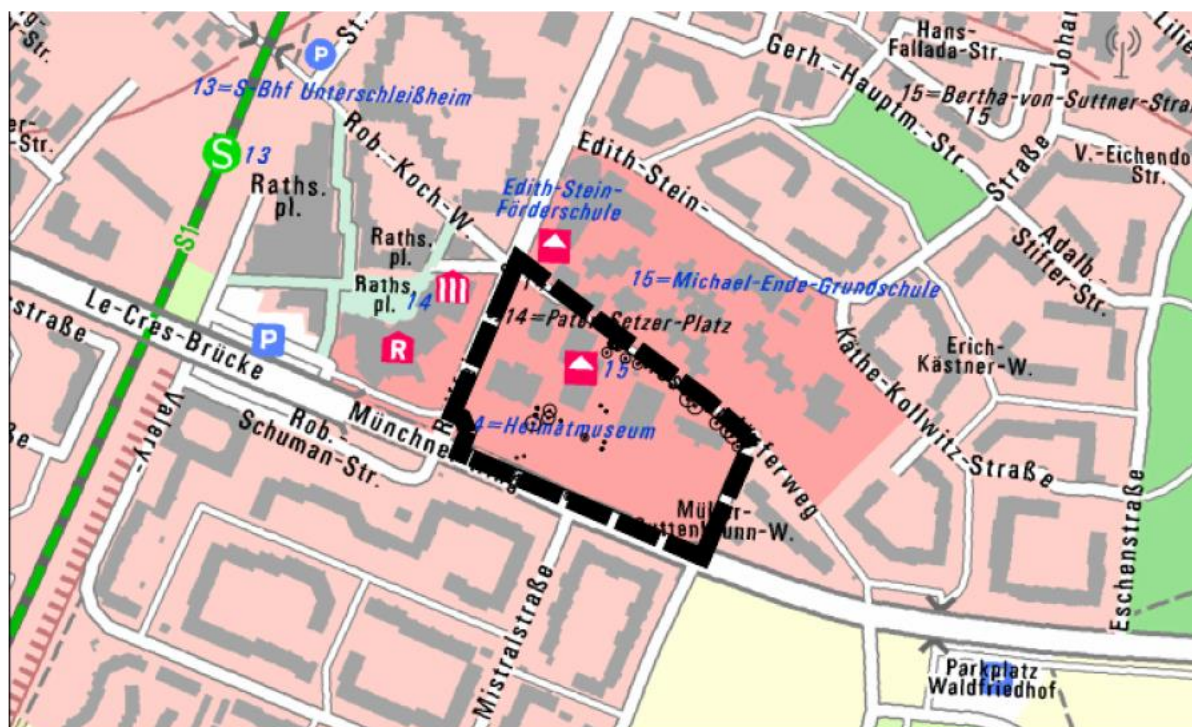 St.
Hans-
Fallada-Str.
Gerh.-Hauptm.-Str.
15=Bertha-von-Suttner-Straß
15
13=S-Bhf Unterschleißheim
Rob.-Koch-W.
Edith-Stein-
Straße
V.-Eichendo
Str.
S 13
Raths.
pl.
Edith-Stein-
Förderschule
Adalb.-
Stifter-Str.
S1
Raths.
pl.
Raths.
pl. 14
15=Michael-Ende-Grundschule
14=Pater-Setzer-Platz
Le-Cres-Brücke
P
R
15
Erich-
Kästner-W.
Käthe-Kollwitz-Straße
Rob.-
Schuman-Str.
Münchner
4=Heimatmuseum
Müller-
Guttenbrunn-W.
Mistralstraße
Eschenstraße
Parkplatz
Waldfriedhof